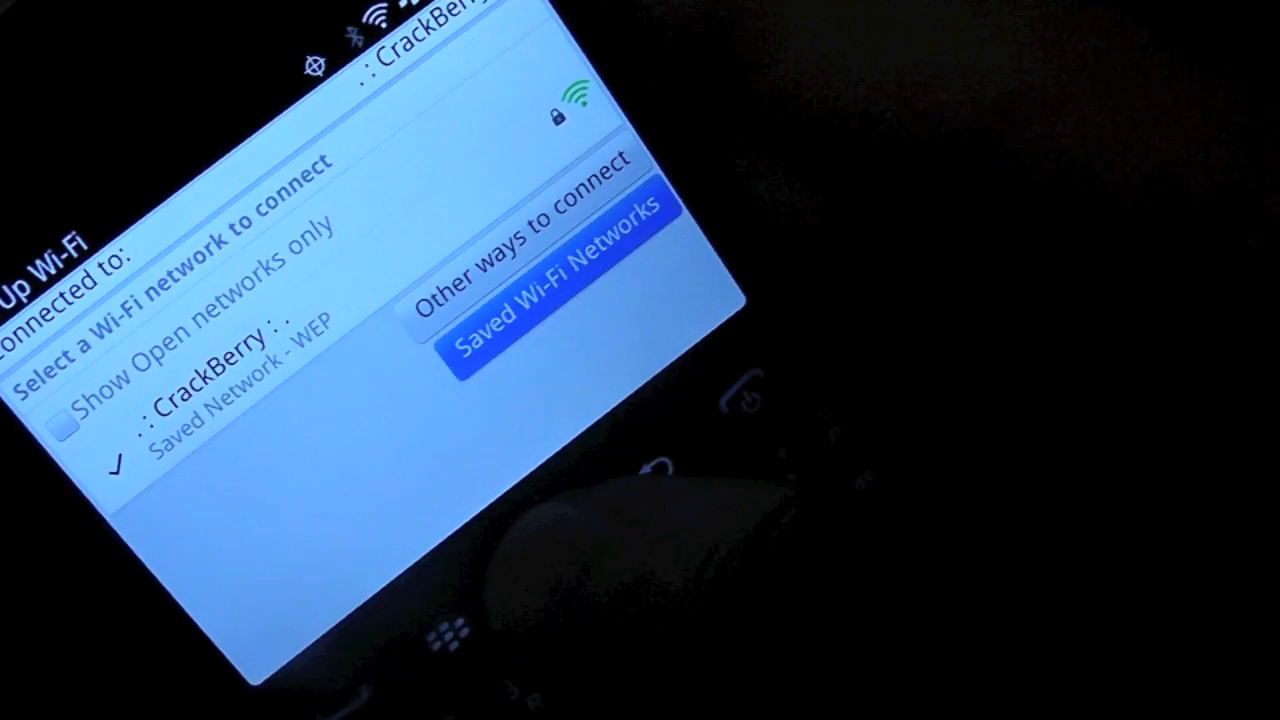 Up Wi-Fi
Connected to: . : CrackBerry
Select a Wi-Fi network to connect
Show Open networks only
. : CrackBerry : .
Saved Network - WEP
Other ways to connect
Saved Wi-Fi Networks